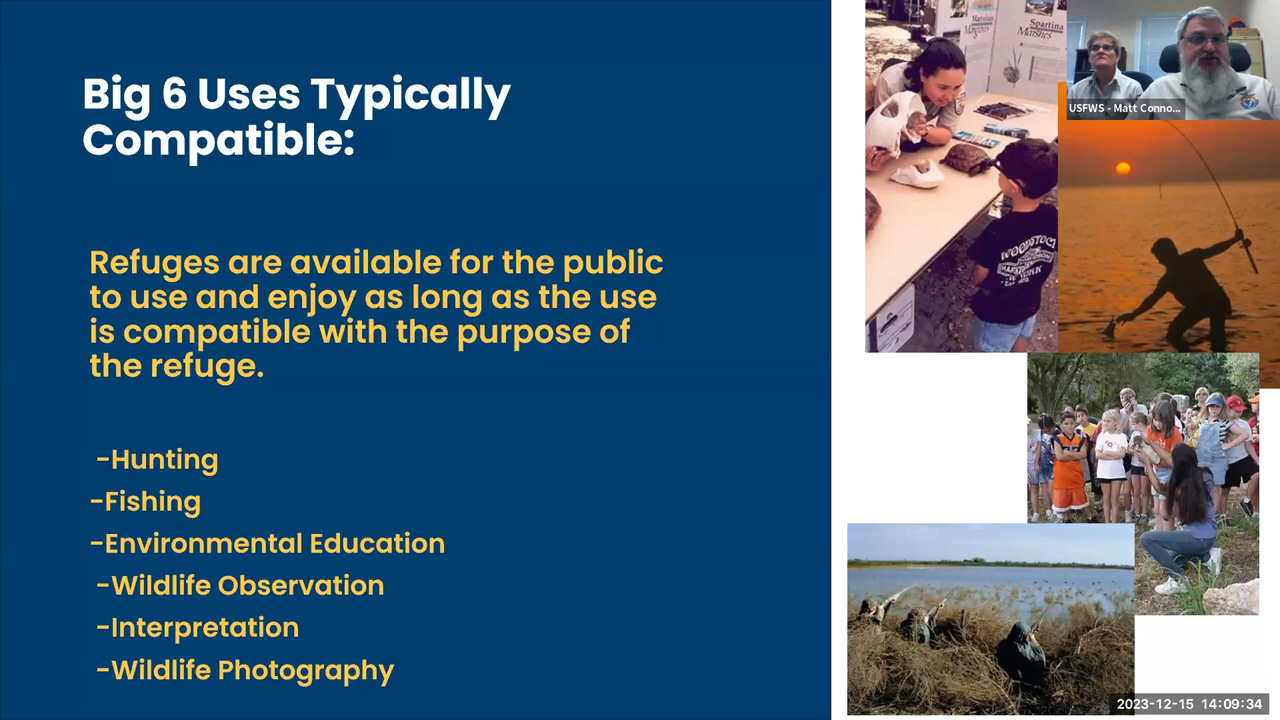 Big 6 Uses Typically
Compatible:
Refuges are available for the public
to use and enjoy as long as the use
is compatible with the purpose of
the refuge.
-Hunting
-Fishing
-Environmental Education
-Wildlife Observation
-Interpretation
-Wildlife Photography
Spartina
Marshes
USFWS - Matt Conno...
2023-12-15 14:09:34